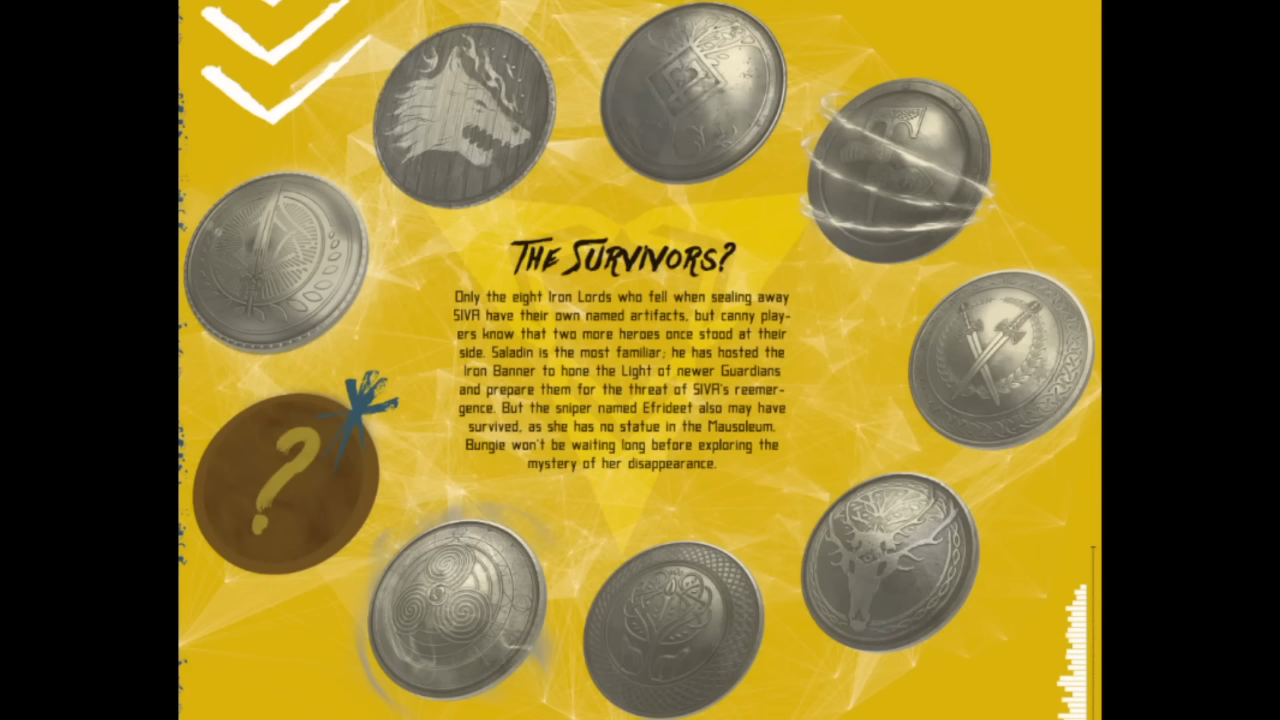 The Survivors?
Only the eight Iron Lords who fell when sealing away
SIVA have their own named artifacts, but canny play-
ers know that two more heroes once stood at their
side. Saladin is the most familiar; he has hosted the
Iron Banner to hone the Light of newer Guardians
and prepare them for the threat of SIVA's reemer-
gence. But the sniper named Efrideet also may have
survived, as she has no statue in the Mausoleum.
Bungie won't be waiting long before exploring the
mystery of her disappearance.
?